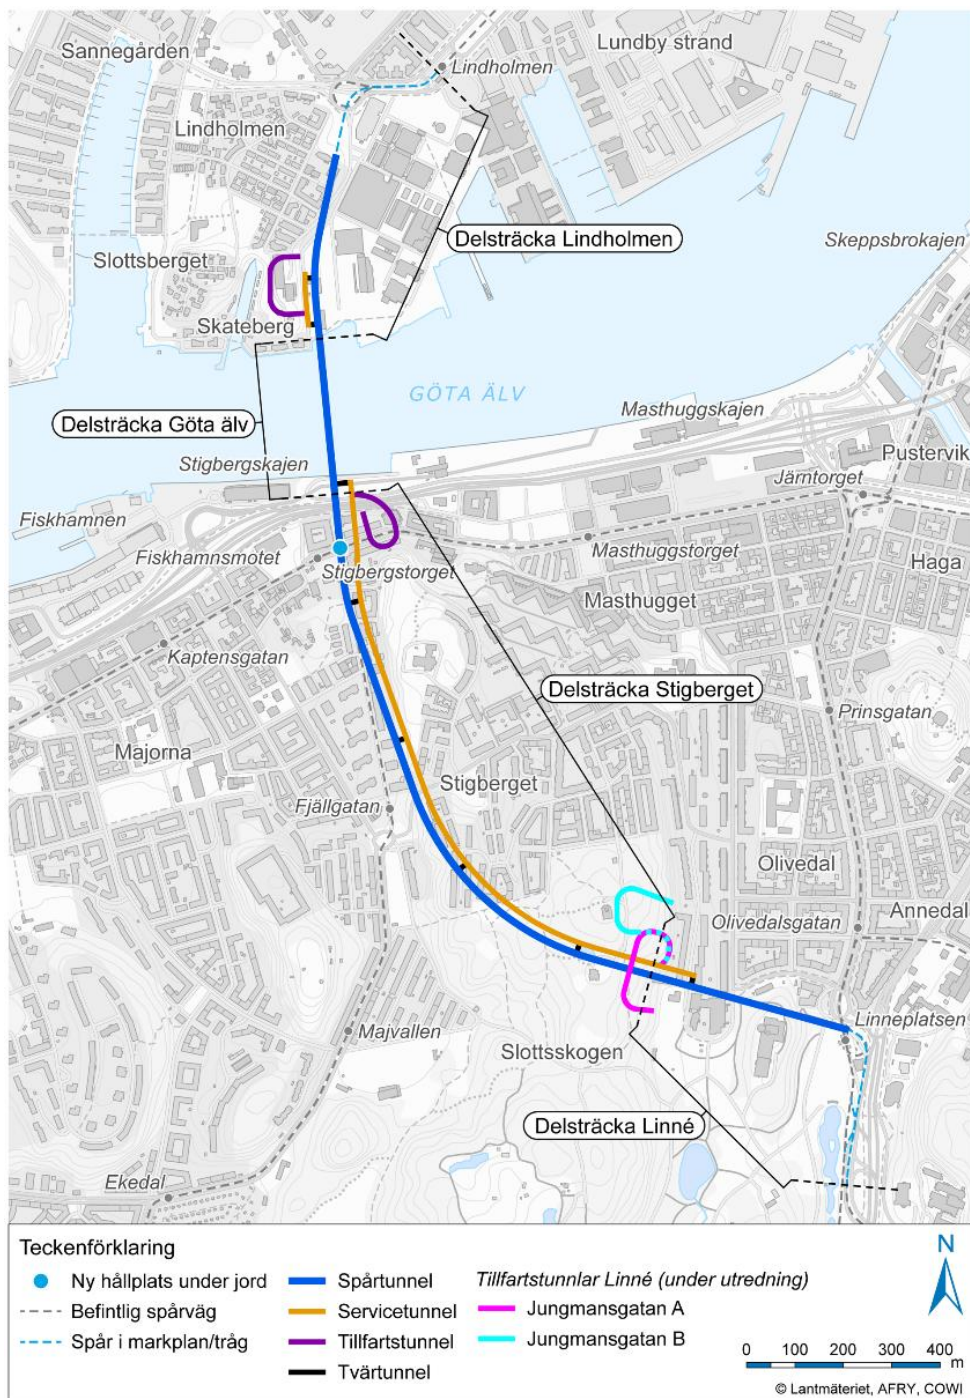 Sannegården
Lundby strand
Lindholmen
Lindholmen
Delsträcka Lindholmen
Skeppsbrokajen
Slottsberget
Skateberg
GÖTA ÄLV
Delsträcka Göta älv
Masthuggskajen
Stigbergskajen
Pustervik
Järntorget
Fiskhamnen
Fiskhamnsmotet
Masthuggstorget
Stigbergstorget
Haga
Masthugget
Kaptensgatan
Delsträcka Stigberget
Prinsgatan
Majorna
Stigberget
Fjällgatan
Olivedal
Annedal
Olivedalsgatan
Linneplatsen
Majvallen
Slottsskogen
Delsträcka Linné
Ekedal
Teckenförklaring
Ny hållplats under jord
Befintlig spårväg
Spår i markplan/tråg
Spårtunnel
Servicetunnel
Tillfartstunnel
Tvärtunnel
Tillfartstunnlar Linné (under utredning)
Jungmansgatan A
Jungmansgatan B
N
0 100 200 300 400
m
© Lantmäteriet, AFRY, COWI